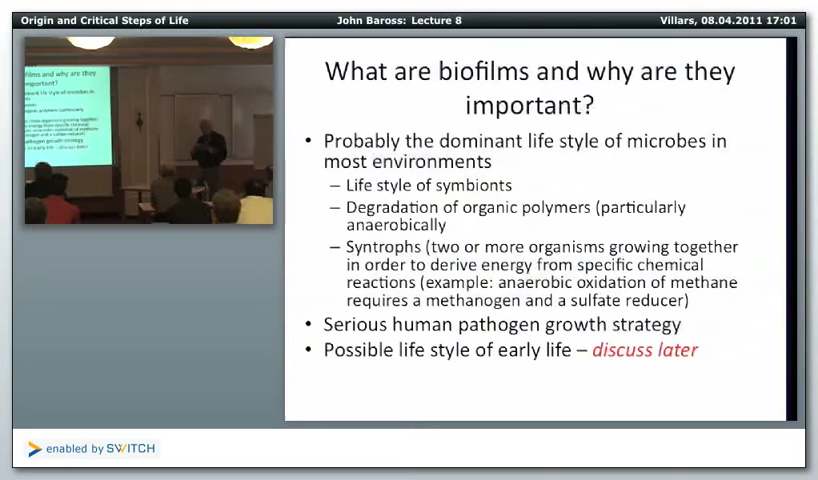 Origin and Critical Steps of Life
John Baross: Lecture 8
Villars, 08.04.2011 17:01
What are biofilms and why are they
important?
• Probably the dominant life style of microbes in
most environments
– Life style of symbionts
– Degradation of organic polymers (particularly
anaerobically
– Syntrophs (two or more organisms growing together
in order to derive energy from specific chemical
reactions (example: anaerobic oxidation of methane
requires a methanogen and a sulfate reducer)
• Serious human pathogen growth strategy
• Possible life style of early life – discuss later
enabled by SWITCH